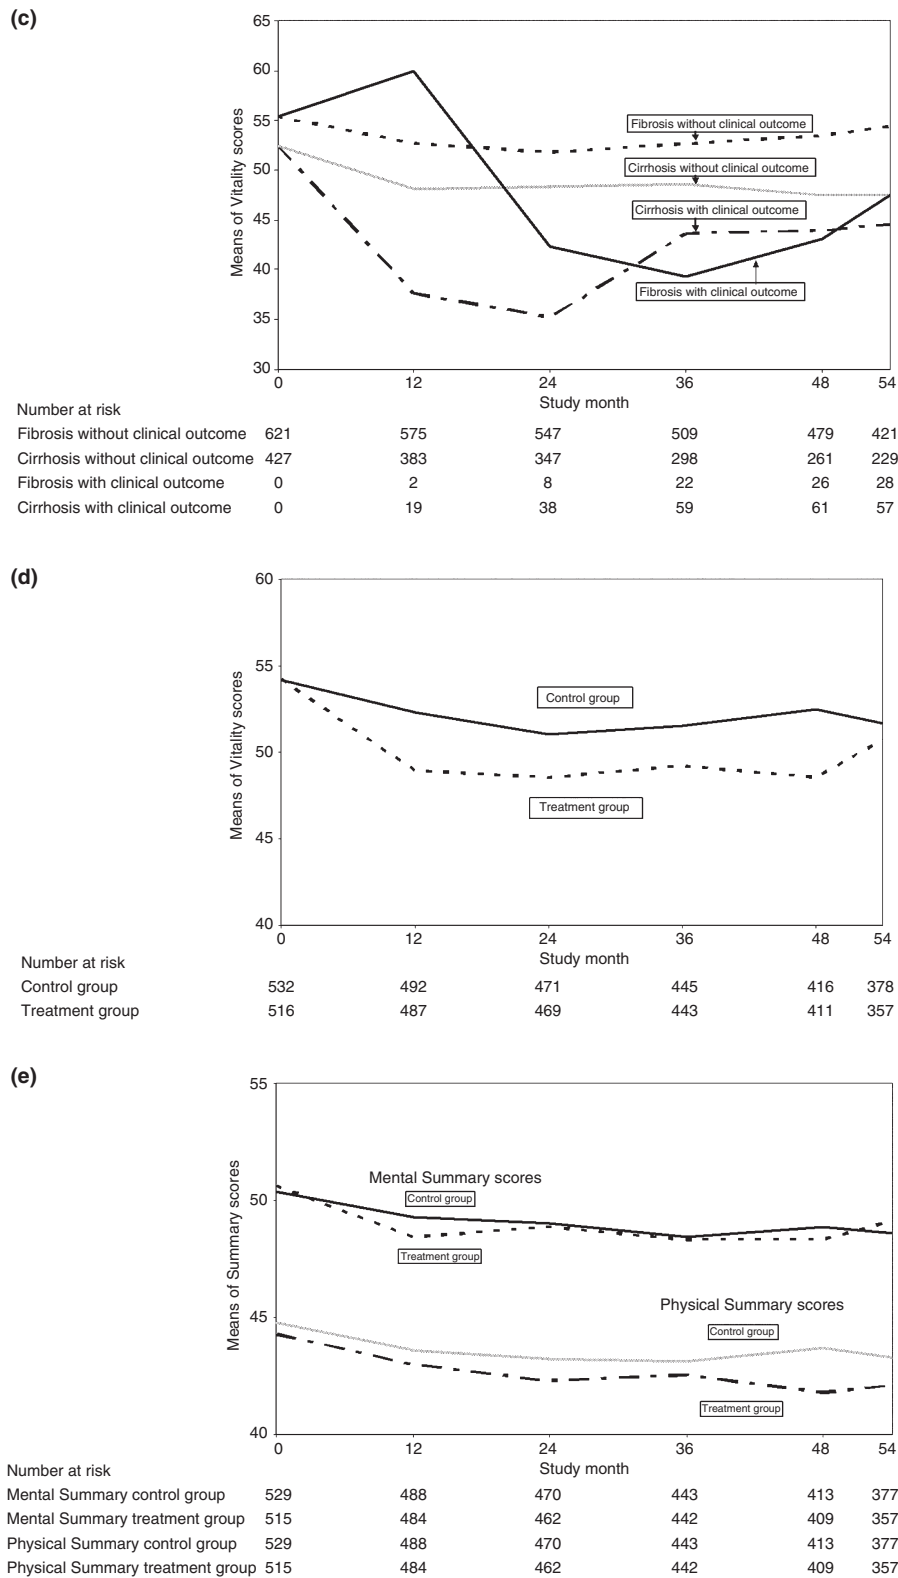 (c)
65
60
55
50
45
40
35
30
Means of Vitality scores
Fibrosis without clinical outcome
Cirrhosis without clinical outcome
Cirrhosis with clinical outcome
Fibrosis with clinical outcome
0 12 24 36 48 54
Study month
Number at risk
Fibrosis without clinical outcome 621 575 547 509 479 421
Cirrhosis without clinical outcome 427 383 347 298 261 229
Fibrosis with clinical outcome 0 2 8 22 26 28
Cirrhosis with clinical outcome 0 19 38 59 61 57
(d)
60
55
50
45
40
Means of Vitality scores
Control group
Treatment group
0 12 24 36 48 54
Study month
Number at risk
Control group 532 492 471 445 416 378
Treatment group 516 487 469 443 411 357
(e)
55
50
45
40
Means of Summary scores
Mental Summary scores
Control group
Treatment group
Physical Summary scores
Control group
Treatment group
0 12 24 36 48 54
Study month
Number at risk
Mental Summary control group 529 488 470 443 413 377
Mental Summary treatment group 515 484 462 442 409 357
Physical Summary control group 529 488 470 443 413 377
Physical Summary treatment group 515 484 462 442 409 357